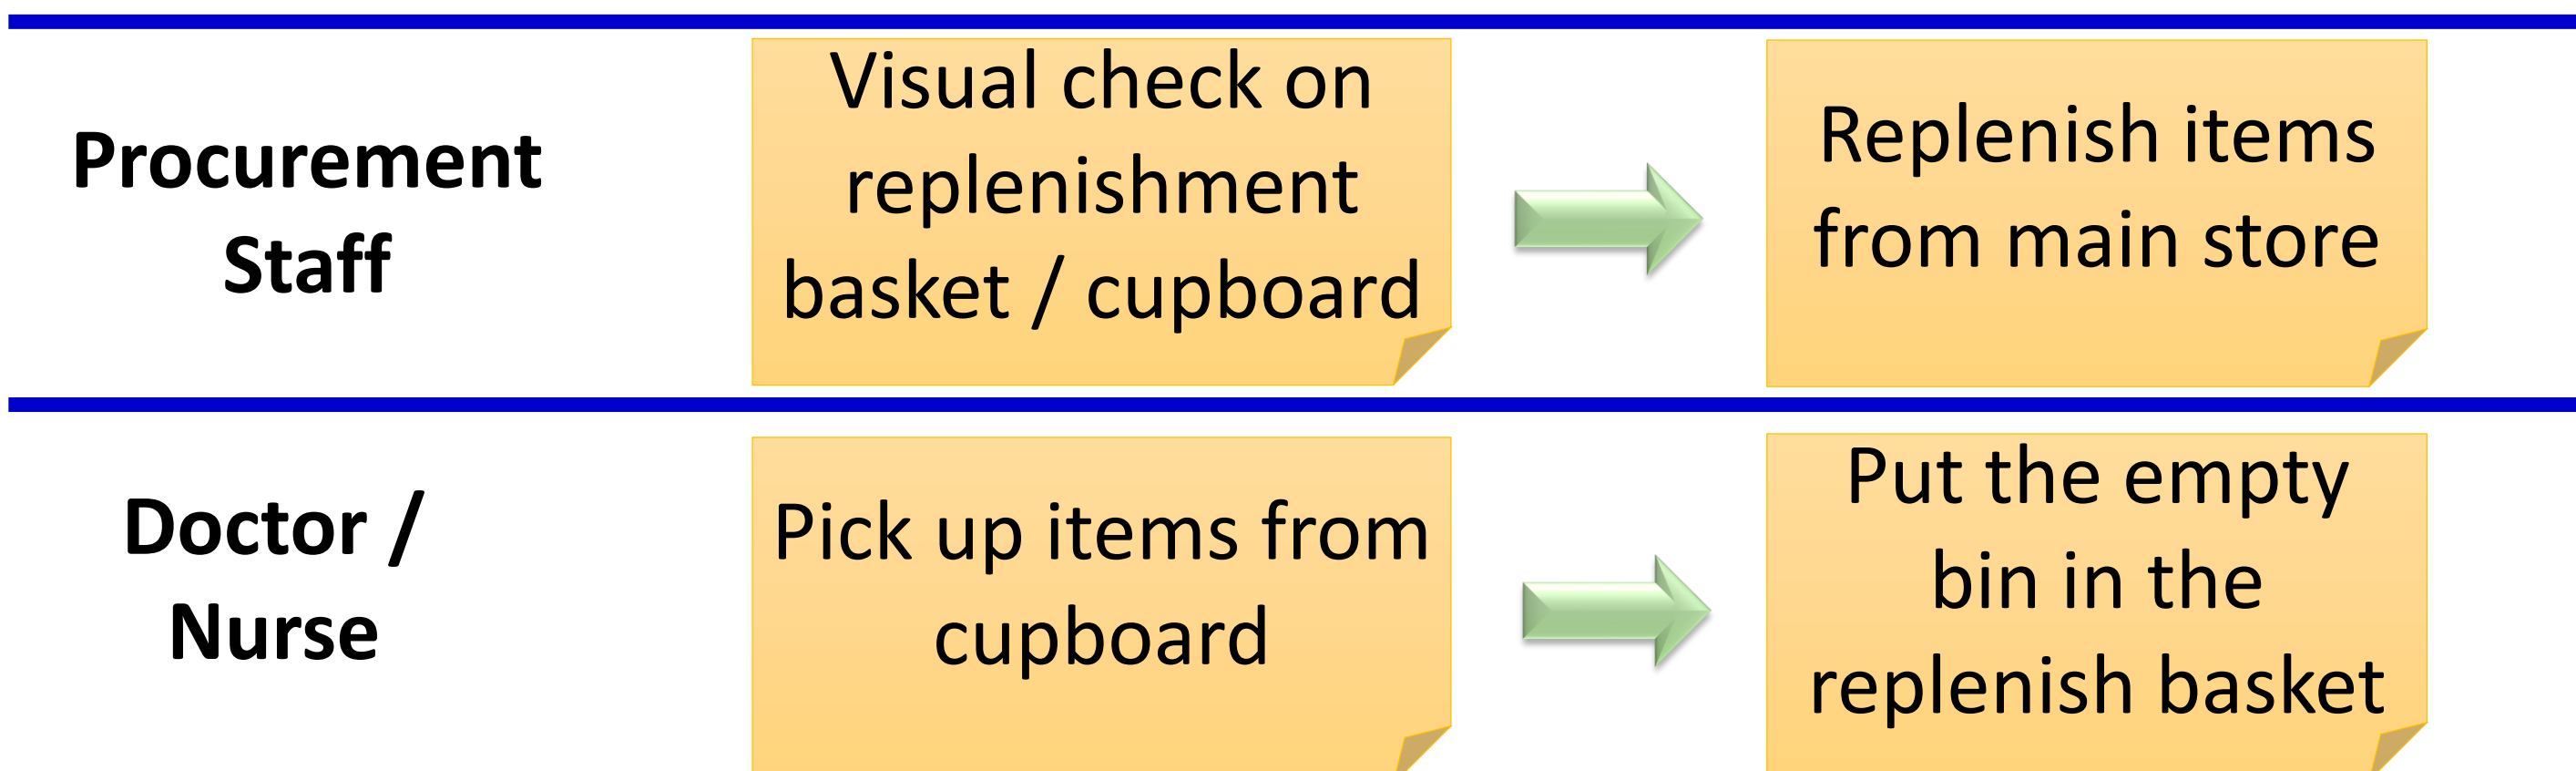 Procurement
Staff
Visual check on
replenishment
basket / cupboard
Replenish items
from main store
Doctor /
Nurse
Pick up items from
cupboard
Put the empty
bin in the
replenish basket